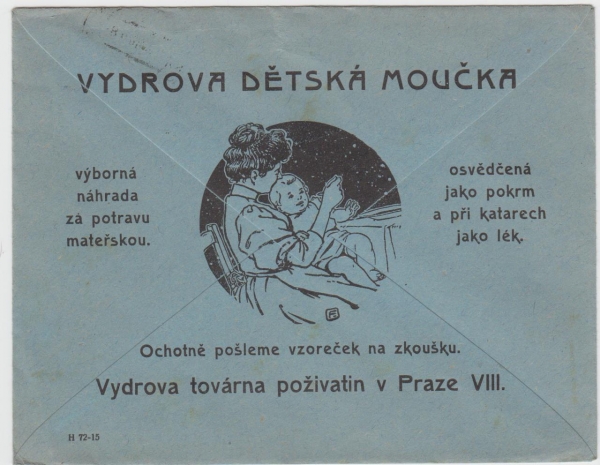 VYDROVA DĚTSKÁ MOUČKA
výborná
náhrada
za potravu
mateřskou.
osvědčená
jako pokrm
a při katarech
jako lék.
Ochotně pošleme vzoreček na zkoušku.
Vydrova továrna poživatin v Praze VIII.
H 72-15